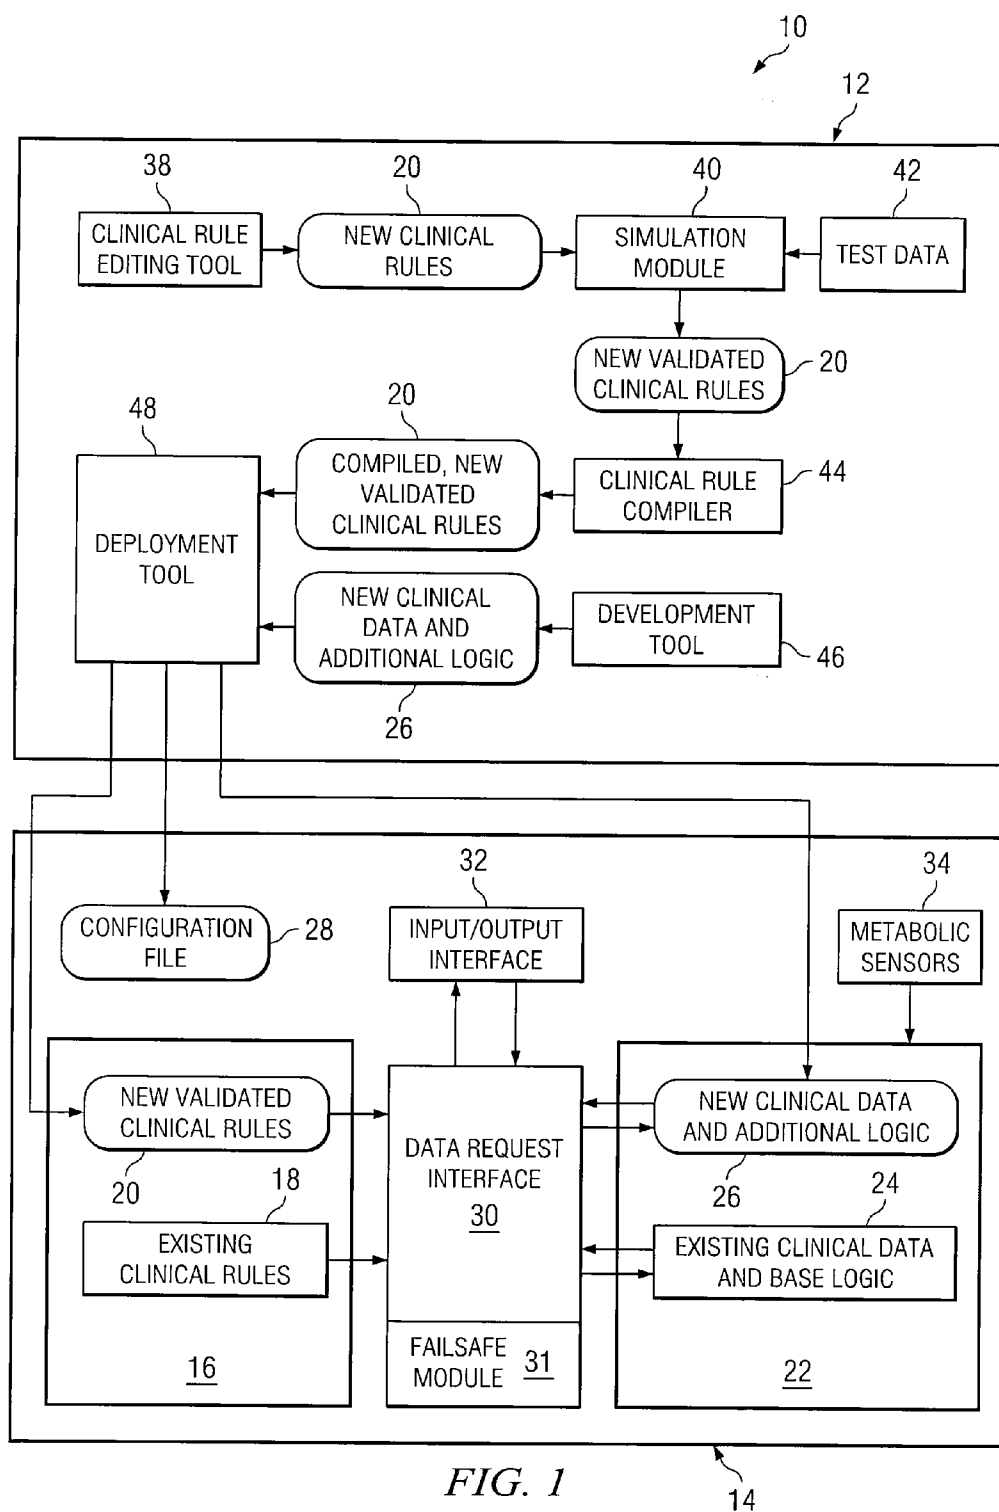 10
12
38
20
40
42
CLINICAL RULE
EDITING TOOL
NEW CLINICAL
RULES
SIMULATION
MODULE
TEST DATA
NEW VALIDATED
CLINICAL RULES
20
48
20
COMPILED, NEW
VALIDATED
CLINICAL RULES
CLINICAL RULE
COMPILER
44
DEPLOYMENT
TOOL
NEW CLINICAL
DATA AND
ADDITIONAL LOGIC
DEVELOPMENT
TOOL
46
26
32
34
CONFIGURATION
FILE
28
INPUT/OUTPUT
INTERFACE
METABOLIC
SENSORS
NEW VALIDATED
CLINICAL RULES
20
18
EXISTING
CLINICAL RULES
16
DATA REQUEST
INTERFACE
30
FAILSAFE
MODULE
31
NEW CLINICAL DATA
AND ADDITIONAL LOGIC
26
24
EXISTING CLINICAL DATA
AND BASE LOGIC
22
14
FIG. 1